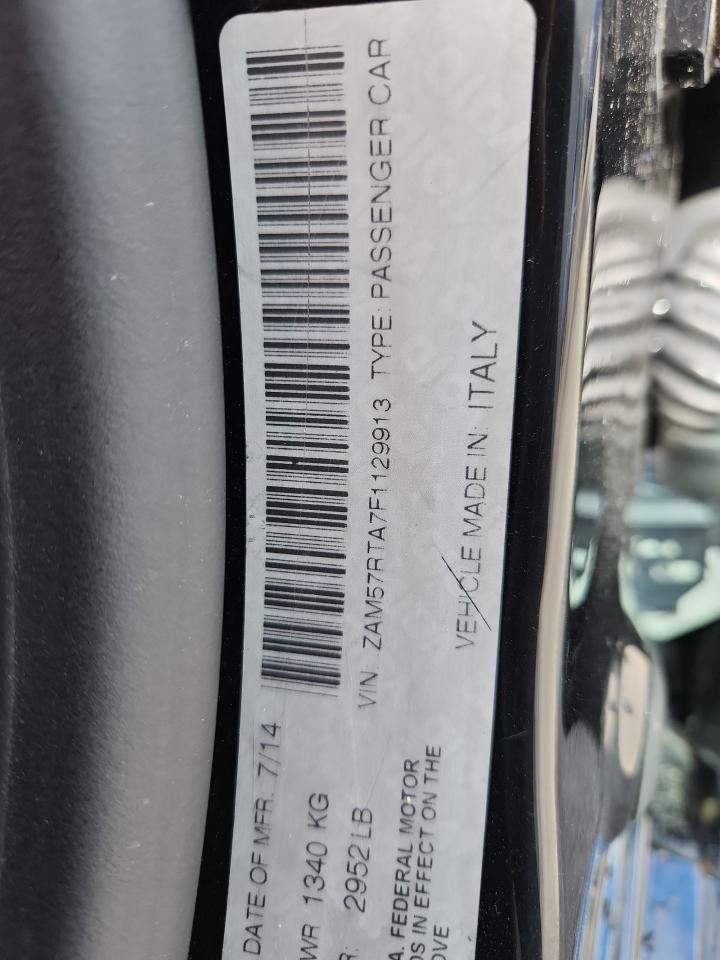 DATE OF MFR: 7/14
WR 1340 KG
R: 2952 LB
A. FEDERAL MOTOR
DS IN EFFECT ON THE
OVE
VIN: ZAM57RTA7F1129913 TYPE: PASSENGER CAR
VEHICLE MADE IN: ITALY